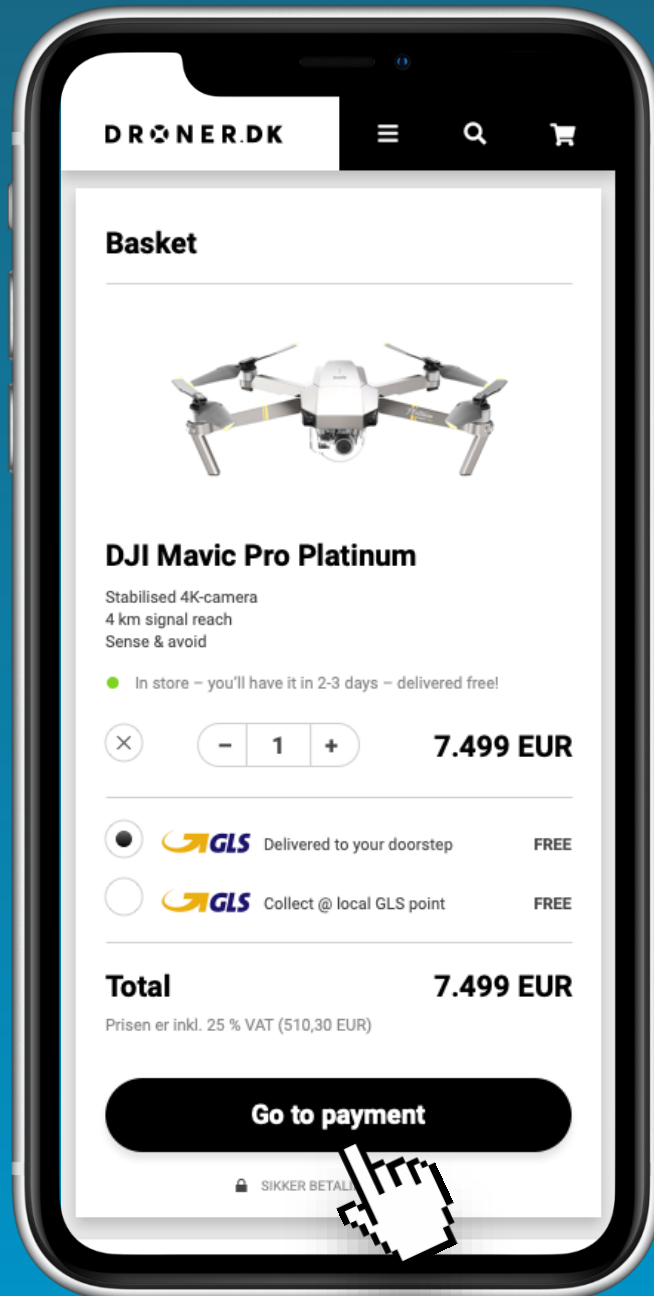 DRONER.DK
Basket
DJI Mavic Pro Platinum
Stabilised 4K-camera
4 km signal reach
Sense & avoid
In store – you'll have it in 2-3 days – delivered free!
− 1 + 7.499 EUR
GLS Delivered to your doorstep FREE
GLS Collect @ local GLS point FREE
Total 7.499 EUR
Prisen er inkl. 25 % VAT (510,30 EUR)
Go to payment
SIKKER